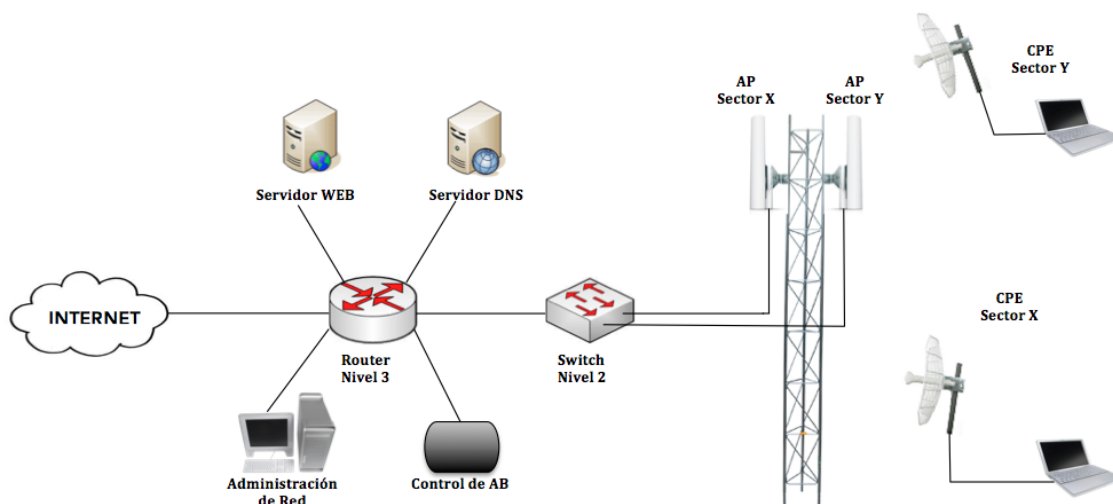 CPE
Sector Y
AP
Sector X
AP
Sector Y
Servidor WEB
Servidor DNS
INTERNET
Router
Nivel 3
Switch
Nivel 2
CPE
Sector X
Administración
de Red
Control de AB